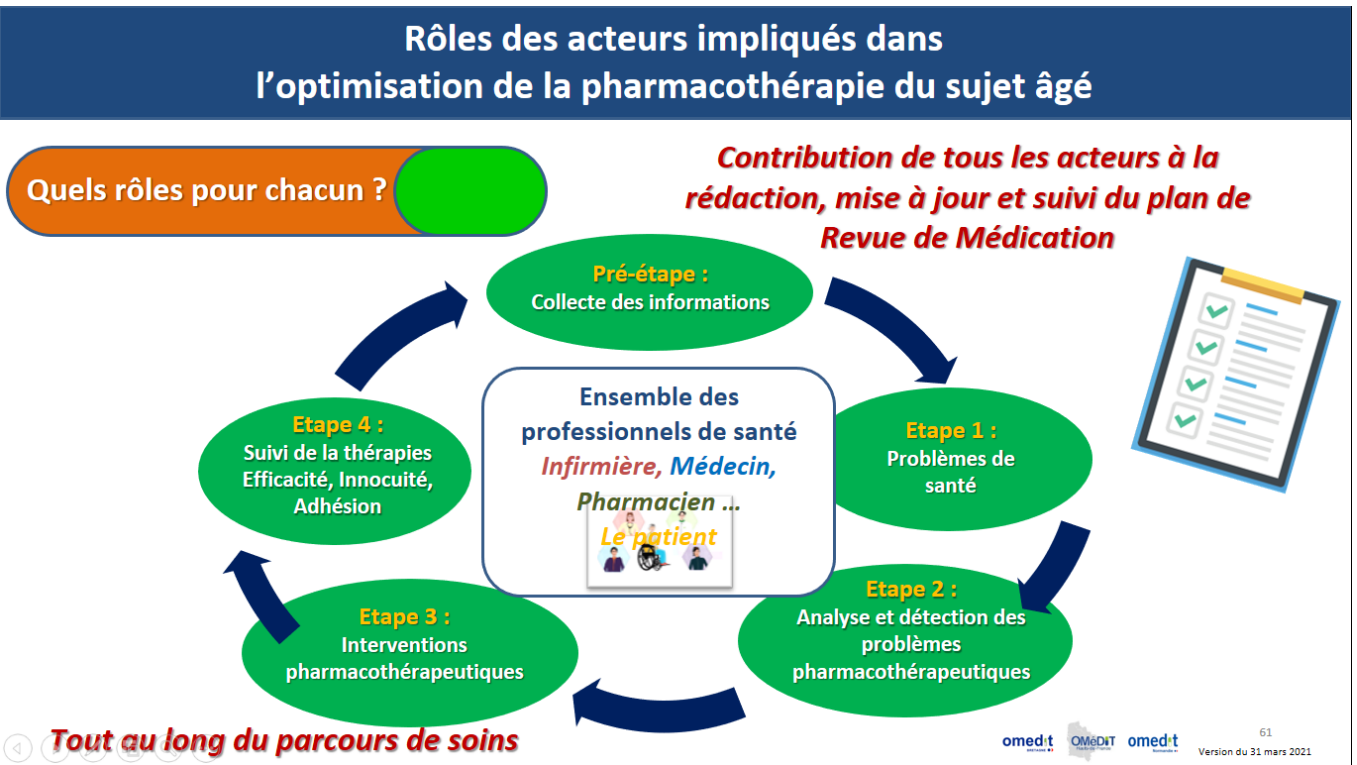 Rôles des acteurs impliqués dans
l'optimisation de la pharmacothérapie du sujet âgé
Quels rôles pour chacun ?
Contribution de tous les acteurs à la
rédaction, mise à jour et suivi du plan de
Revue de Médication
Pré-étape :
Collecte des informations
Etape 1 :
Problèmes de
santé
Etape 2 :
Analyse et détection des
problèmes
pharmacothérapeutiques
Etape 3 :
Interventions
pharmacothérapeutiques
Etape 4 :
Suivi de la thérapies
Efficacité, Innocuité,
Adhésion
Ensemble des
professionnels de santé
Infirmière, Médecin,
Pharmacien ...
Le patient
Tout au long du parcours de soins
omedit
BRETAGNE
OMéDIT
omedit
Normandie
61
Version du 31 mars 2021